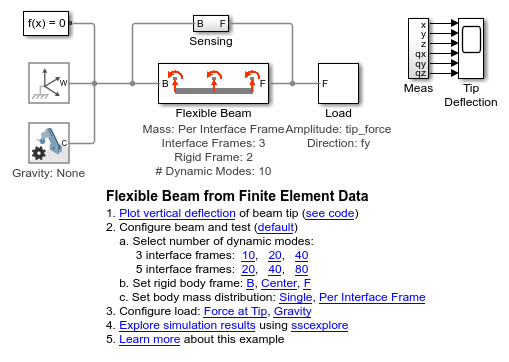 f(x) = 0
B F
Sensing
W
B F
Flexible Beam
Mass: Per Interface Frame
Interface Frames: 3
Rigid Frame: 2
# Dynamic Modes: 10
F
Load
Amplitude: tip_force
Direction: fy
C
Gravity: None
x
y
z
qx
qy
qz
Meas
Tip
Deflection
Flexible Beam from Finite Element Data
1. Plot vertical deflection of beam tip (see code)
2. Configure beam and test (default)
a. Select number of dynamic modes:
3 interface frames: 10, 20, 40
5 interface frames: 20, 40, 80
b. Set rigid body frame: B, Center, F
c. Set body mass distribution: Single, Per Interface Frame
3. Configure load: Force at Tip, Gravity
4. Explore simulation results using sscexplore
5. Learn more about this example